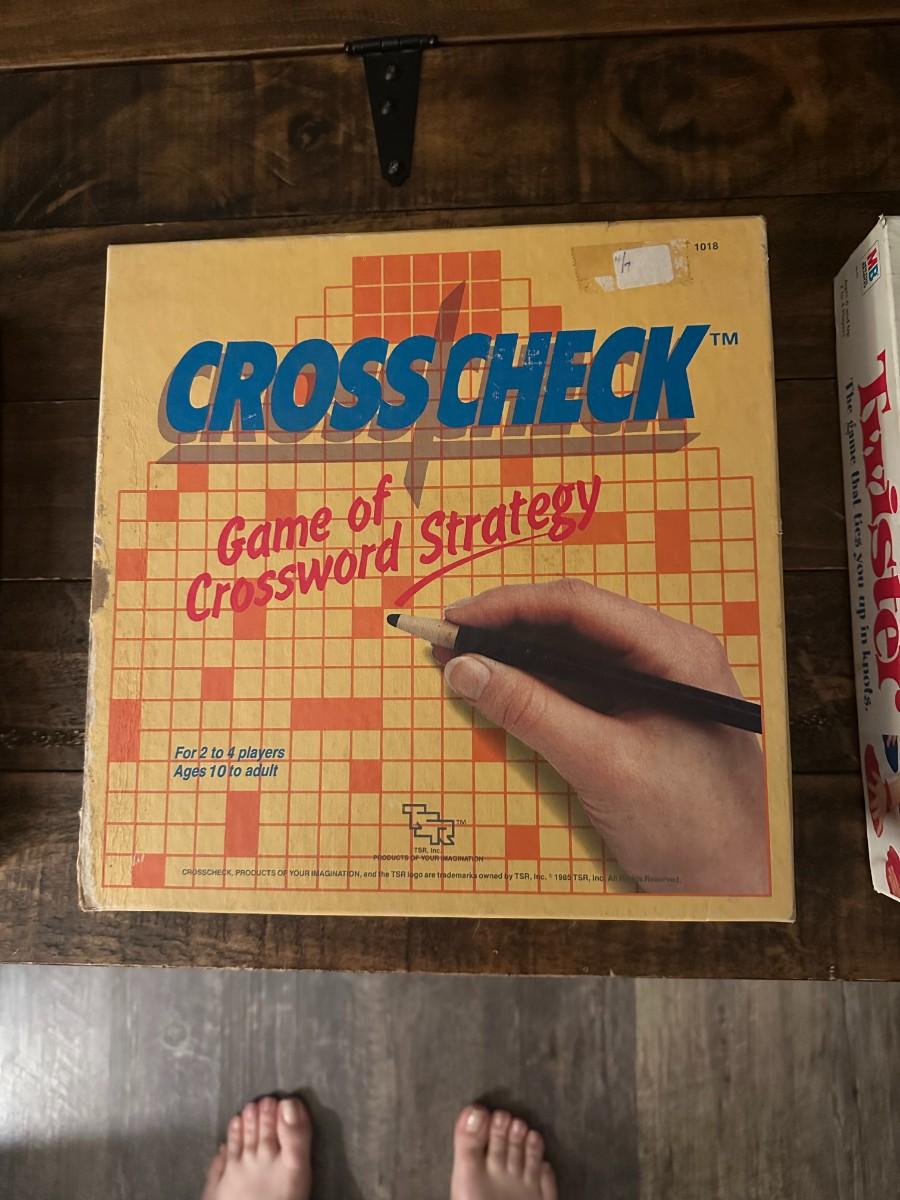 1018
CROSSCHECK™
Game of
Crossword Strategy
For 2 to 4 players
Ages 10 to adult
TSR™
TSR, Inc.
PRODUCTS OF YOUR IMAGINATION
CROSSCHECK, PRODUCTS OF YOUR IMAGINATION, and the TSR logo are trademarks owned by TSR, Inc. © 1985 TSR, Inc. All Rights Reserved.
MB
Twister
The game that ties you up in knots.